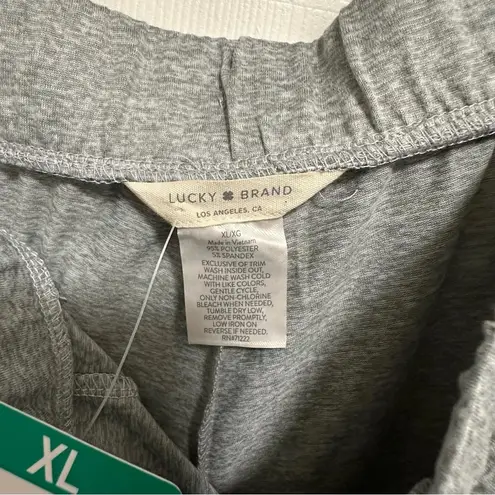 LUCKY BRAND
LOS ANGELES, CA
XL/XG
Made in Vietnam
95% POLYESTER
5% SPANDEX
EXCLUSIVE OF TRIM
WASH INSIDE OUT,
MACHINE WASH COLD
WITH LIKE COLORS,
GENTLE CYCLE,
ONLY NON-CHLORINE
BLEACH WHEN NEEDED,
TUMBLE DRY LOW,
REMOVE PROMPTLY,
LOW IRON ON
REVERSE IF NEEDED.
RN#71222
XL